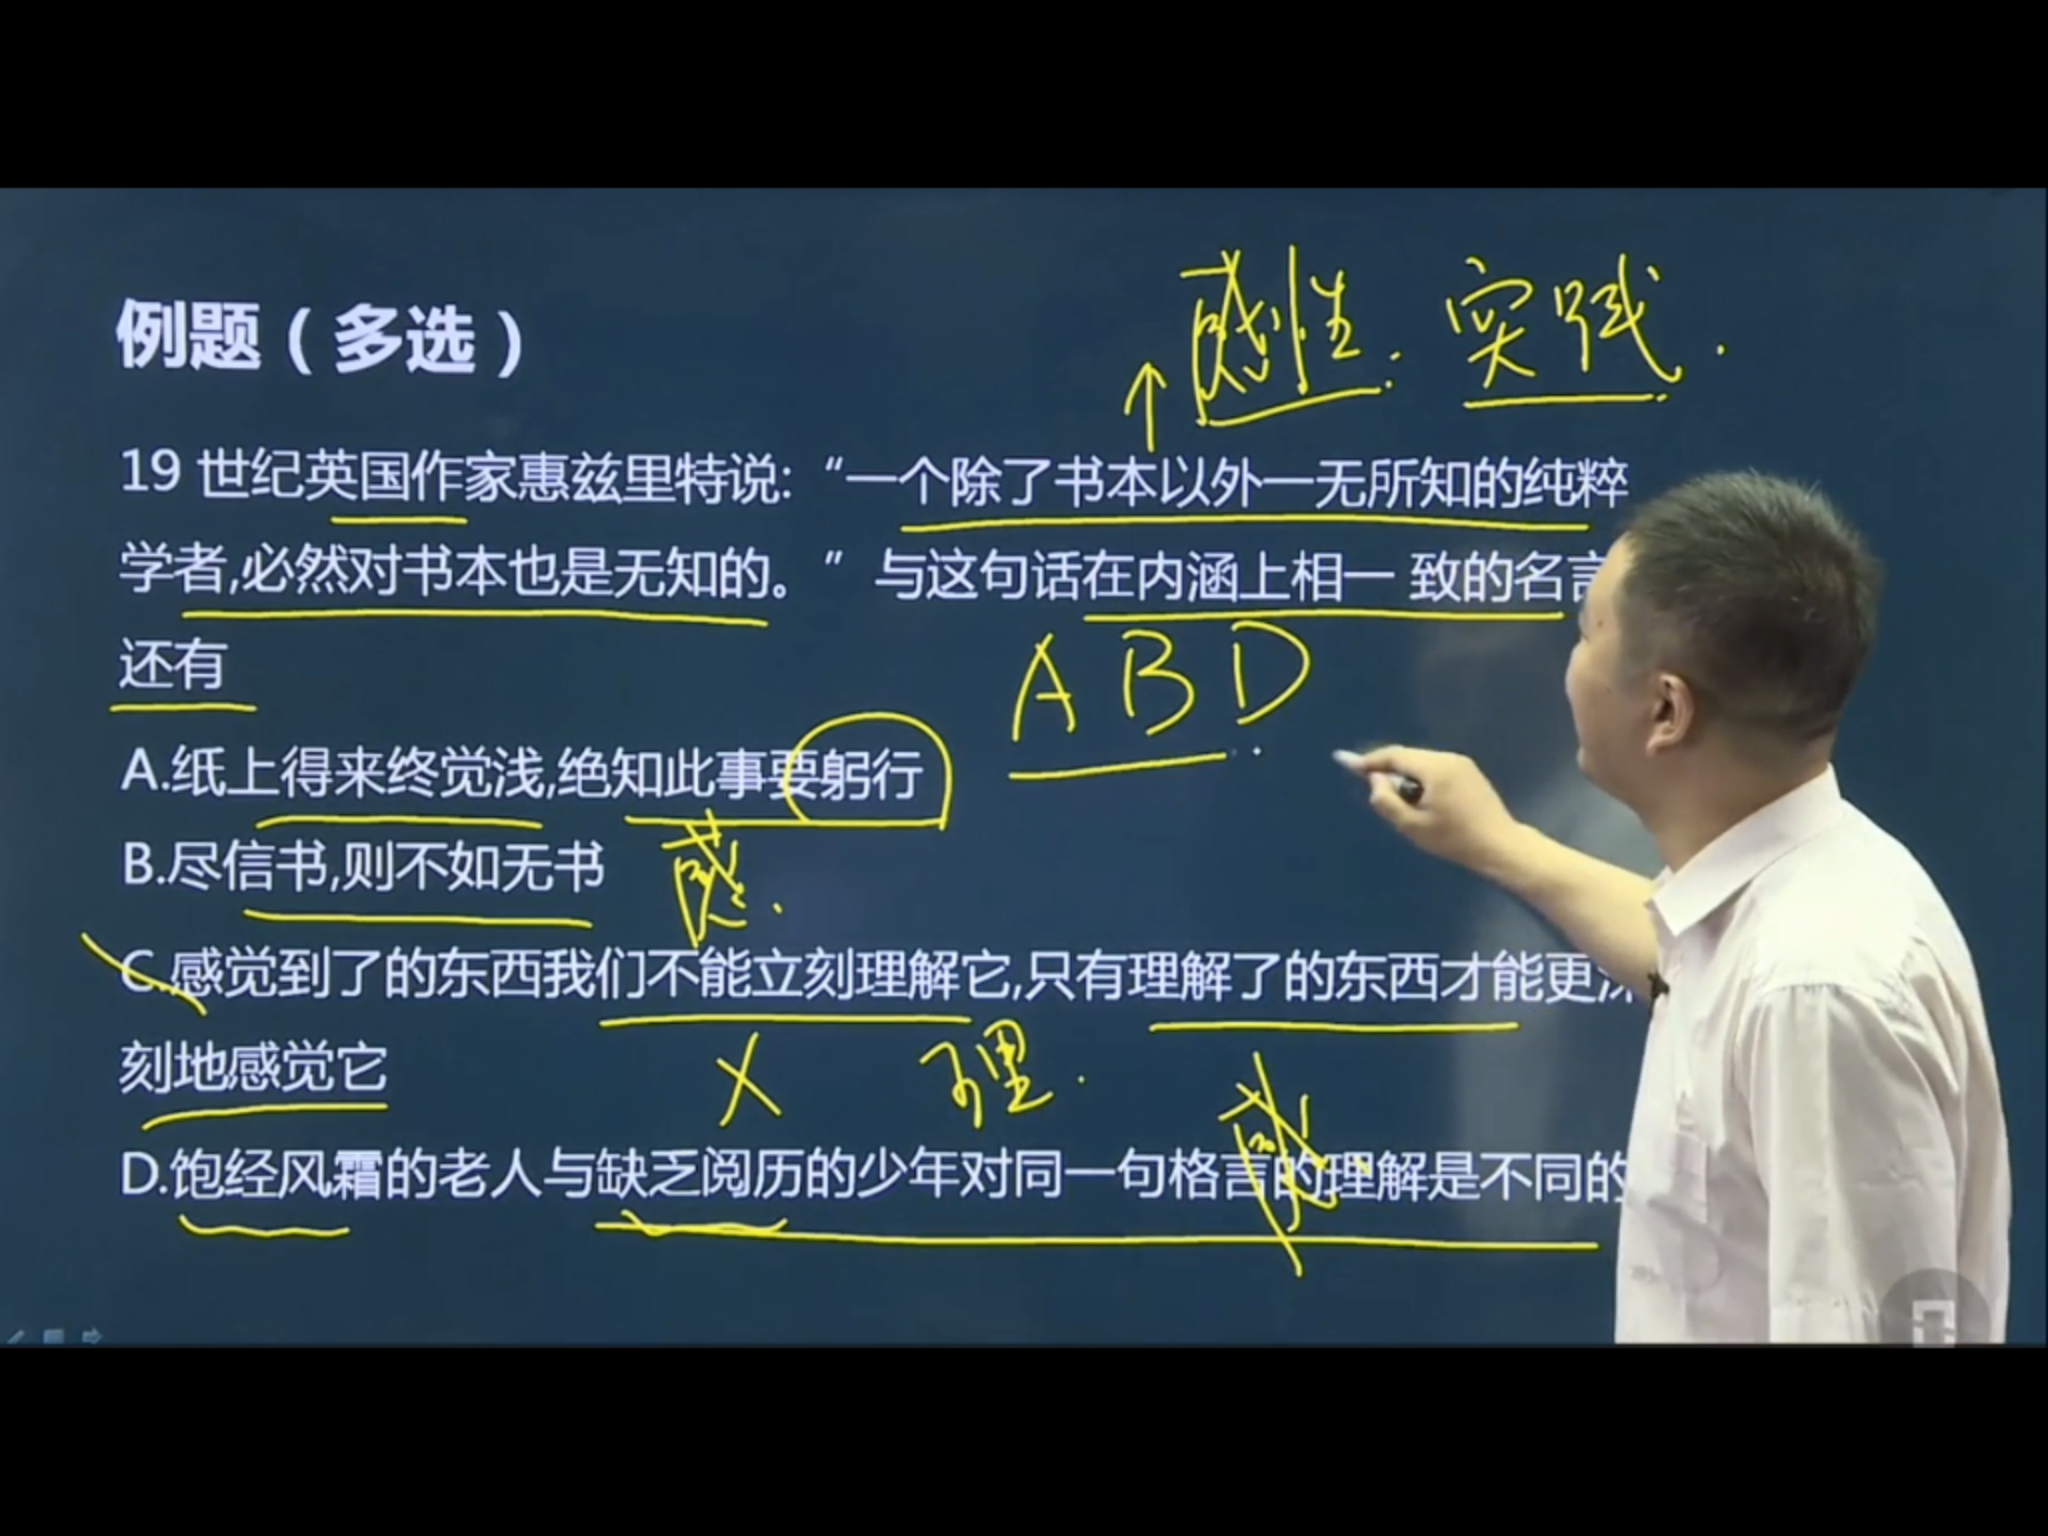 例题（多选）
感性. 实践.
19 世纪英国作家惠兹里特说:“一个除了书本以外一无所知的纯粹
学者,必然对书本也是无知的。”与这句话在内涵上相一 致的名言
还有
A B D
A.纸上得来终觉浅,绝知此事要躬行
B.尽信书,则不如无书
感.
C.感觉到了的东西我们不能立刻理解它,只有理解了的东西才能更深
刻地感觉它
X 理. 感
D.饱经风霜的老人与缺乏阅历的少年对同一句格言的理解是不同的